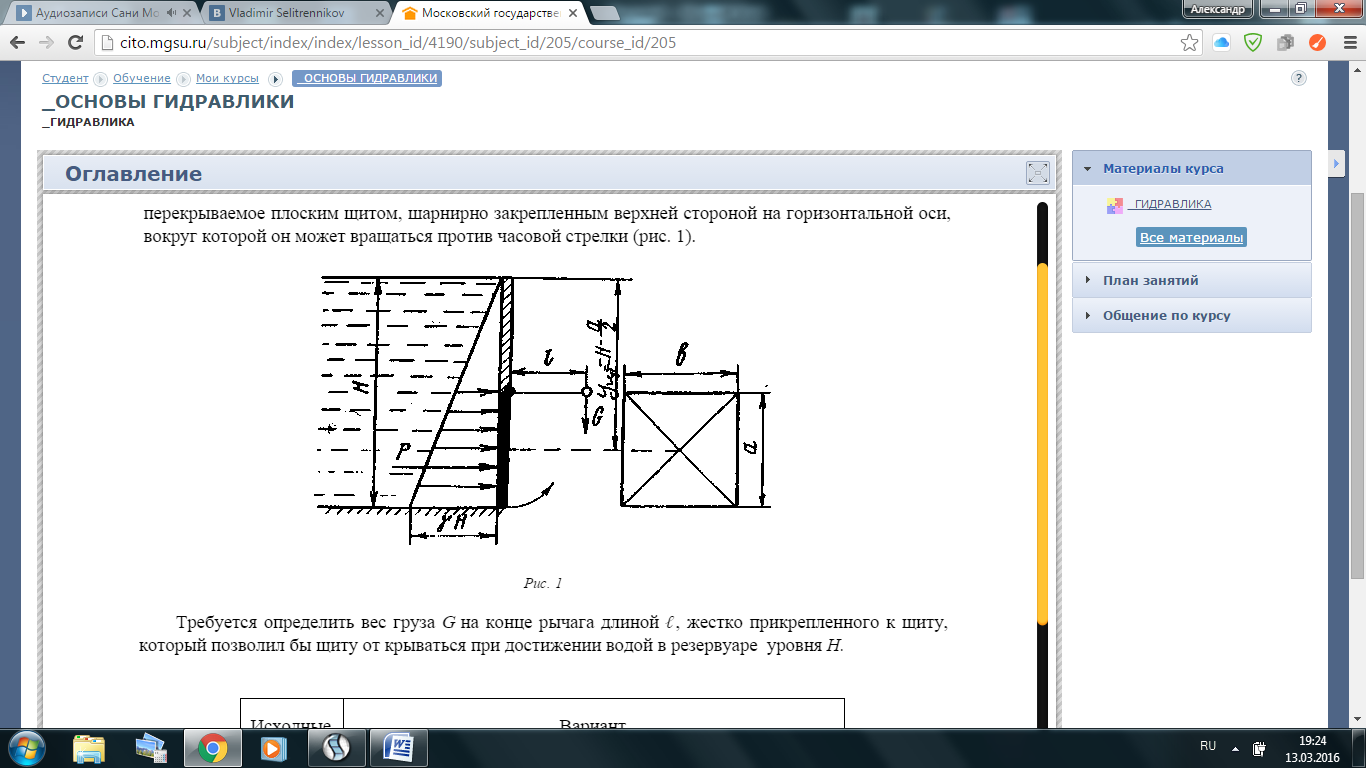 Аудиозаписи Сани Мо
Vladimir Selitrennikov
Московский государстве
Александр
cito.mgsu.ru/subject/index/index/lesson_id/4190/subject_id/205/course_id/205
Студент Обучение Мои курсы _ОСНОВЫ ГИДРАВЛИКИ
?
_ОСНОВЫ ГИДРАВЛИКИ
_ГИДРАВЛИКА
Оглавление
перекрываемое плоским щитом, шарнирно закрепленным верхней стороной на горизонтальной оси,
вокруг которой он может вращаться против часовой стрелки (рис. 1).
H
P
γH
ℓ
G
H-a/2
в
a
Рис. 1
Требуется определить вес груза G на конце рычага длиной ℓ, жестко прикрепленного к щиту,
который позволил бы щиту от крываться при достижении водой в резервуаре уровня H.
Исходные Вариант
Материалы курса
_ГИДРАВЛИКА
Все материалы
План занятий
Общение по курсу
RU
19:24
13.03.2016